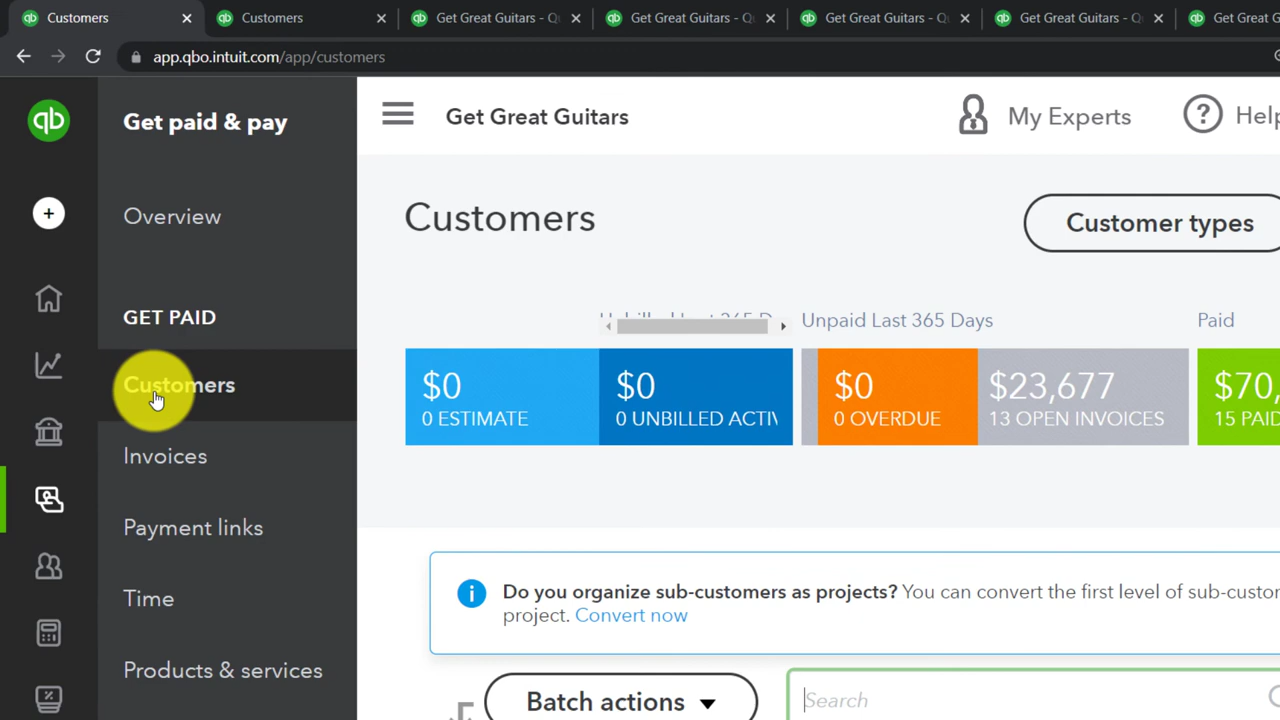 Customers
Customers
Get Great Guitars - Q
Get Great Guitars - Q
Get Great Guitars - Q
Get Great Guitars - Q
Get Great G
app.qbo.intuit.com/app/customers
qb
Get paid & pay
Get Great Guitars
My Experts
Help
Overview
Customers
Customer types
GET PAID
Unpaid Last 365 Days
Paid
Customers
$0
0 ESTIMATE
$0
0 UNBILLED ACTIV
$0
0 OVERDUE
$23,677
13 OPEN INVOICES
$70,
15 PAID
Invoices
Payment links
Time
Products & services
Do you organize sub-customers as projects? You can convert the first level of sub-custom
project. Convert now
Batch actions
Search